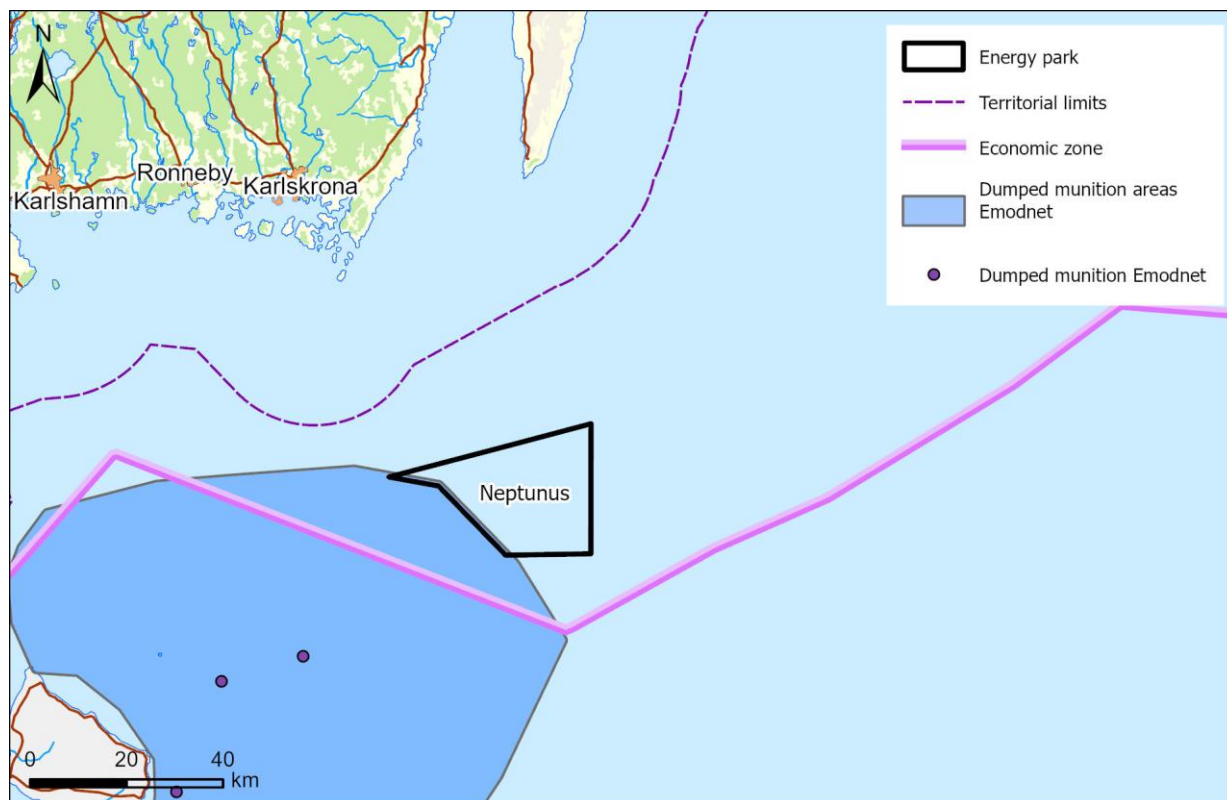 N
Karlshamn
Ronneby
Karlskrona
Energy park
Territorial limits
Economic zone
Dumped munition areas
Emodnet
Dumped munition Emodnet
Neptunus
0 20 40
km